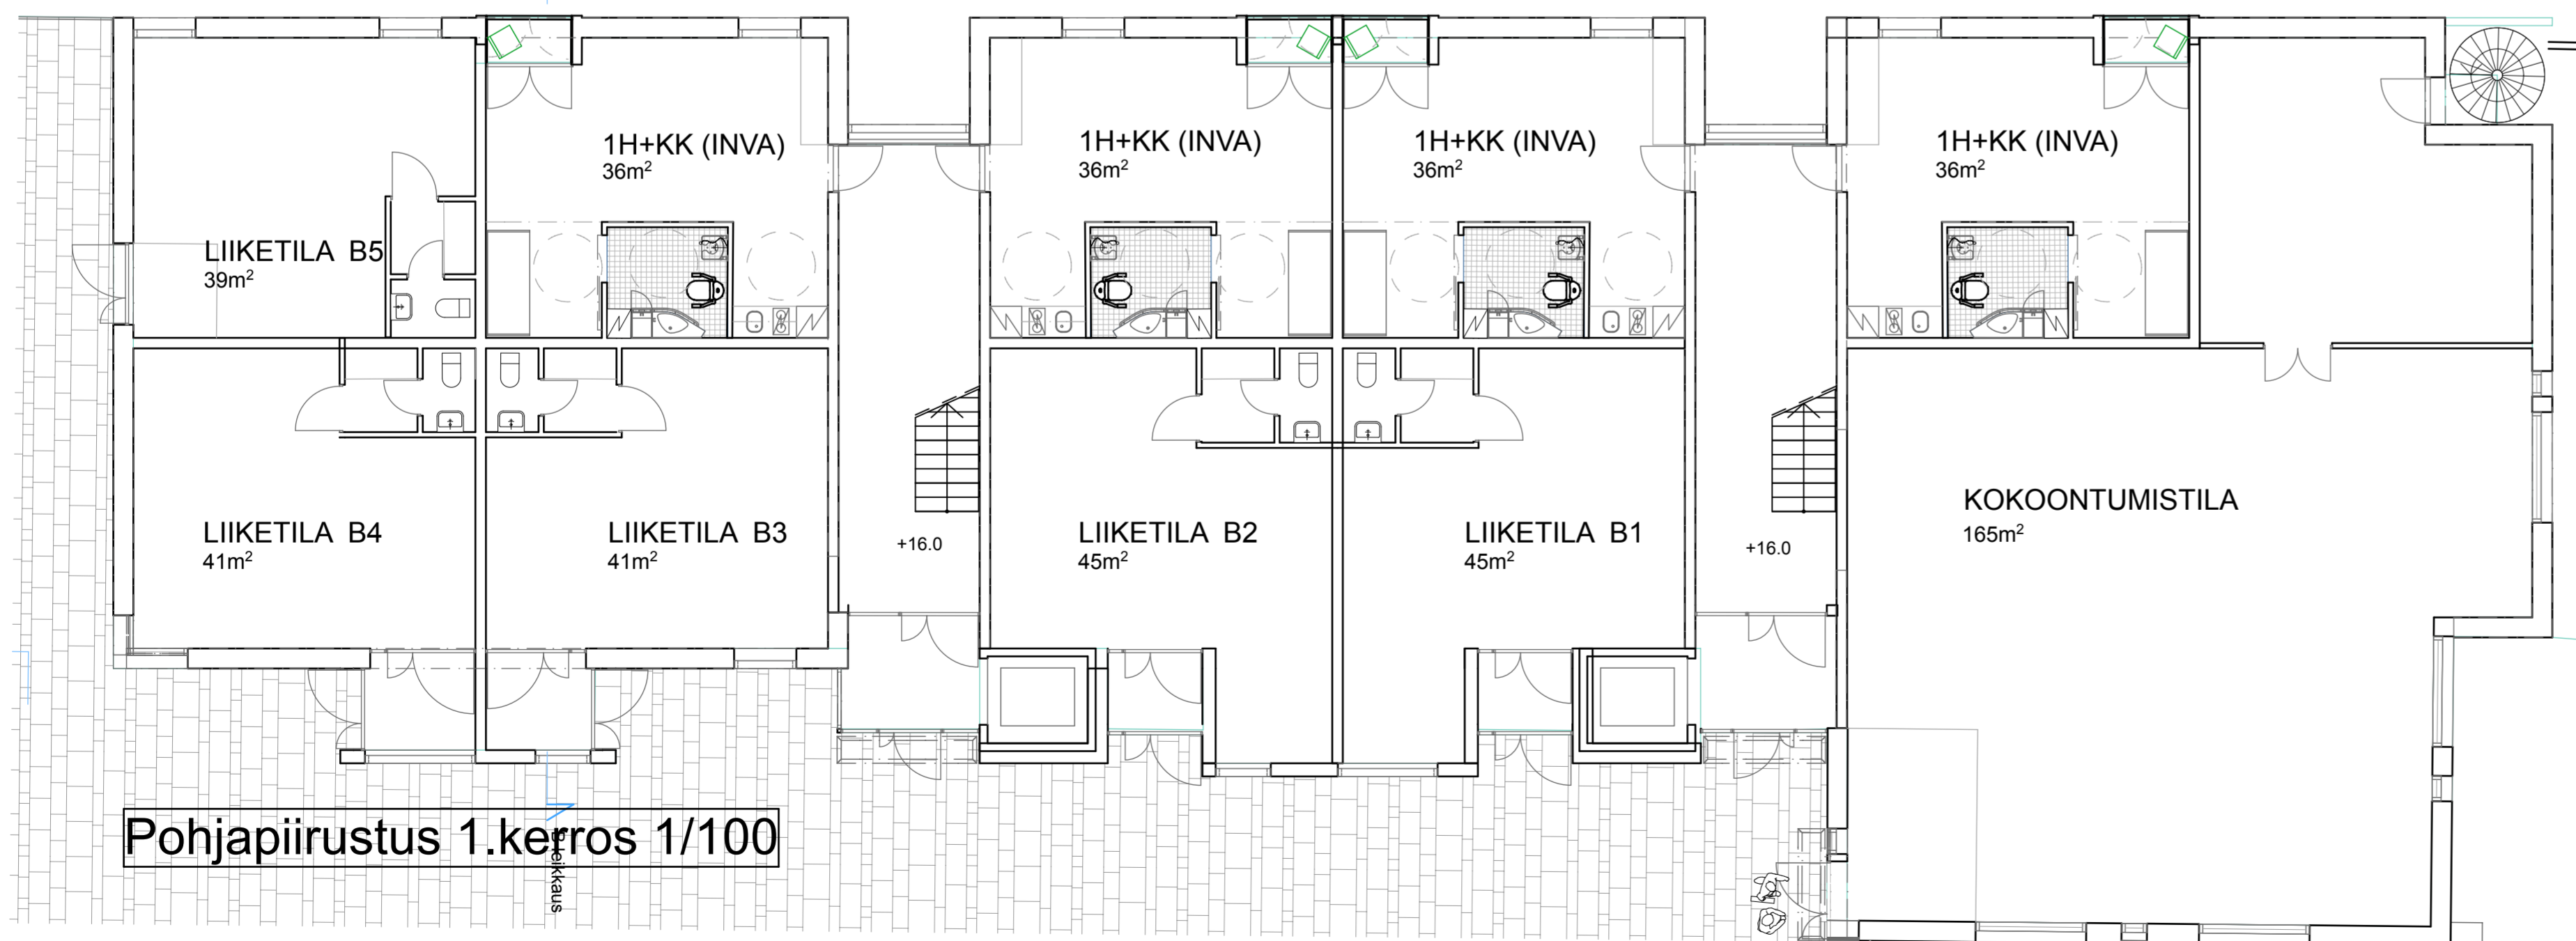 1H+KK (INVA)
36m²
1H+KK (INVA)
36m²
1H+KK (INVA)
36m²
1H+KK (INVA)
36m²
LIIKETILA B5
39m²
LIIKETILA B4
41m²
LIIKETILA B3
41m²
+16.0
LIIKETILA B2
45m²
LIIKETILA B1
45m²
+16.0
KOKOONTUMISTILA
165m²
Pohjapiirustus 1.kerros 1/100